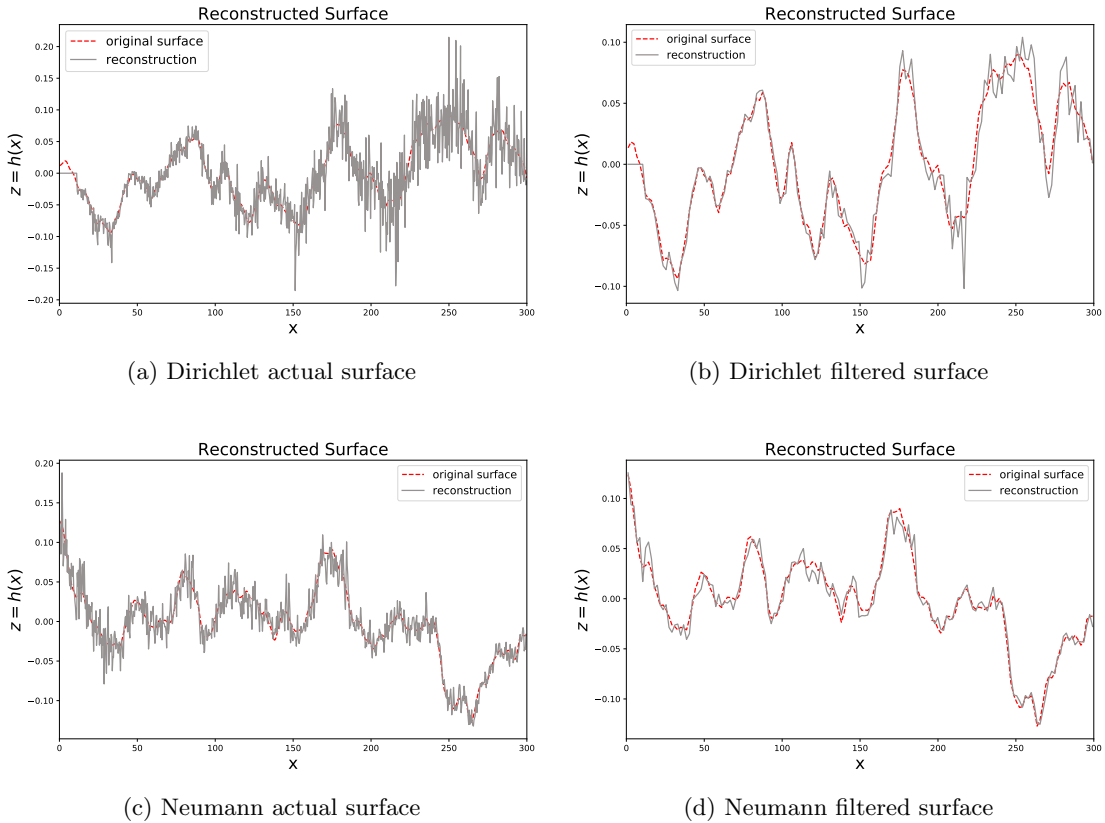 Reconstructed Surface
original surface
reconstruction
z = h(x)
0.20
0.15
0.10
0.05
0.00
−0.05
−0.10
−0.15
−0.20
0 50 100 150 200 250 300
x
(a) Dirichlet actual surface
Reconstructed Surface
original surface
reconstruction
z = h(x)
0.10
0.05
0.00
−0.05
−0.10
0 50 100 150 200 250 300
x
(b) Dirichlet filtered surface
Reconstructed Surface
original surface
reconstruction
z = h(x)
0.20
0.15
0.10
0.05
0.00
−0.05
−0.10
0 50 100 150 200 250 300
x
(c) Neumann actual surface
Reconstructed Surface
original surface
reconstruction
z = h(x)
0.10
0.05
0.00
−0.05
−0.10
0 50 100 150 200 250 300
x
(d) Neumann filtered surface